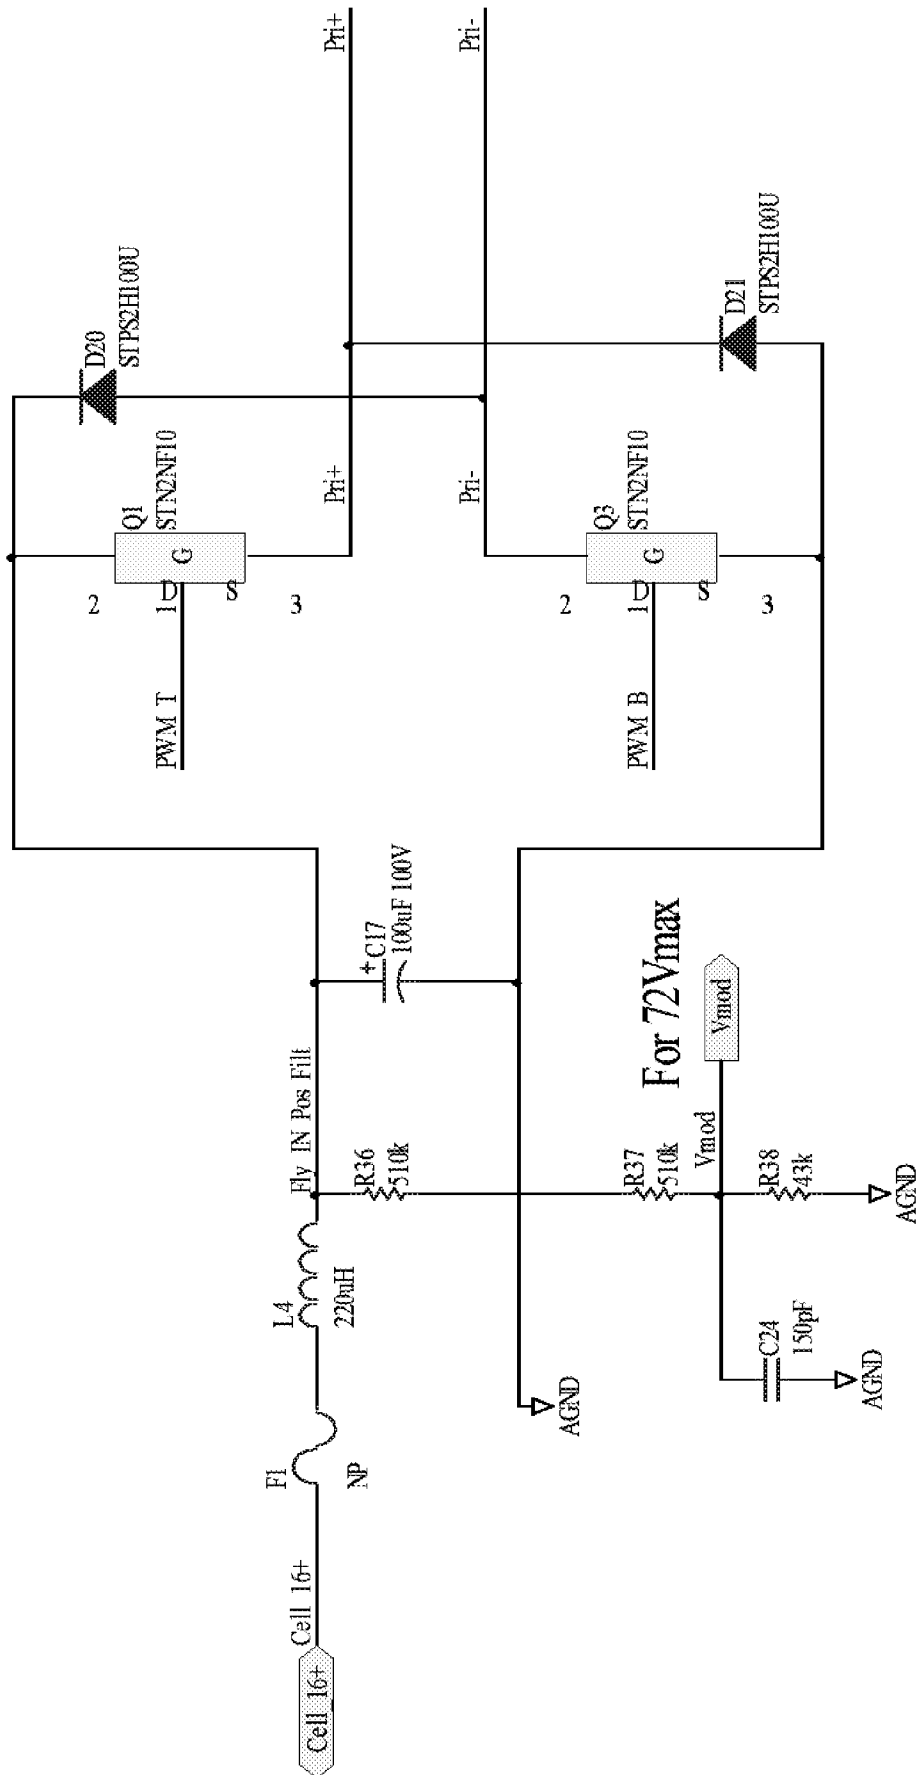 Pri+
Pri-
D20
STPS2H100U
D21
STPS2H100U
Q1
STN2NF10
Pri+
Pri-
Q3
STN2NF10
G
D
S
2
1
3
G
D
S
2
1
3
PWM T
PWM B
C17
+
100uF 100V
For 72Vmax
Vmod
Vmod
Fly IN Pos Filt
R36
510k
R37
510k
R38
43k
AGND
L4
220uH
C24
150pF
AGND
AGND
F1
NP
Cell 16+
Cell 16+